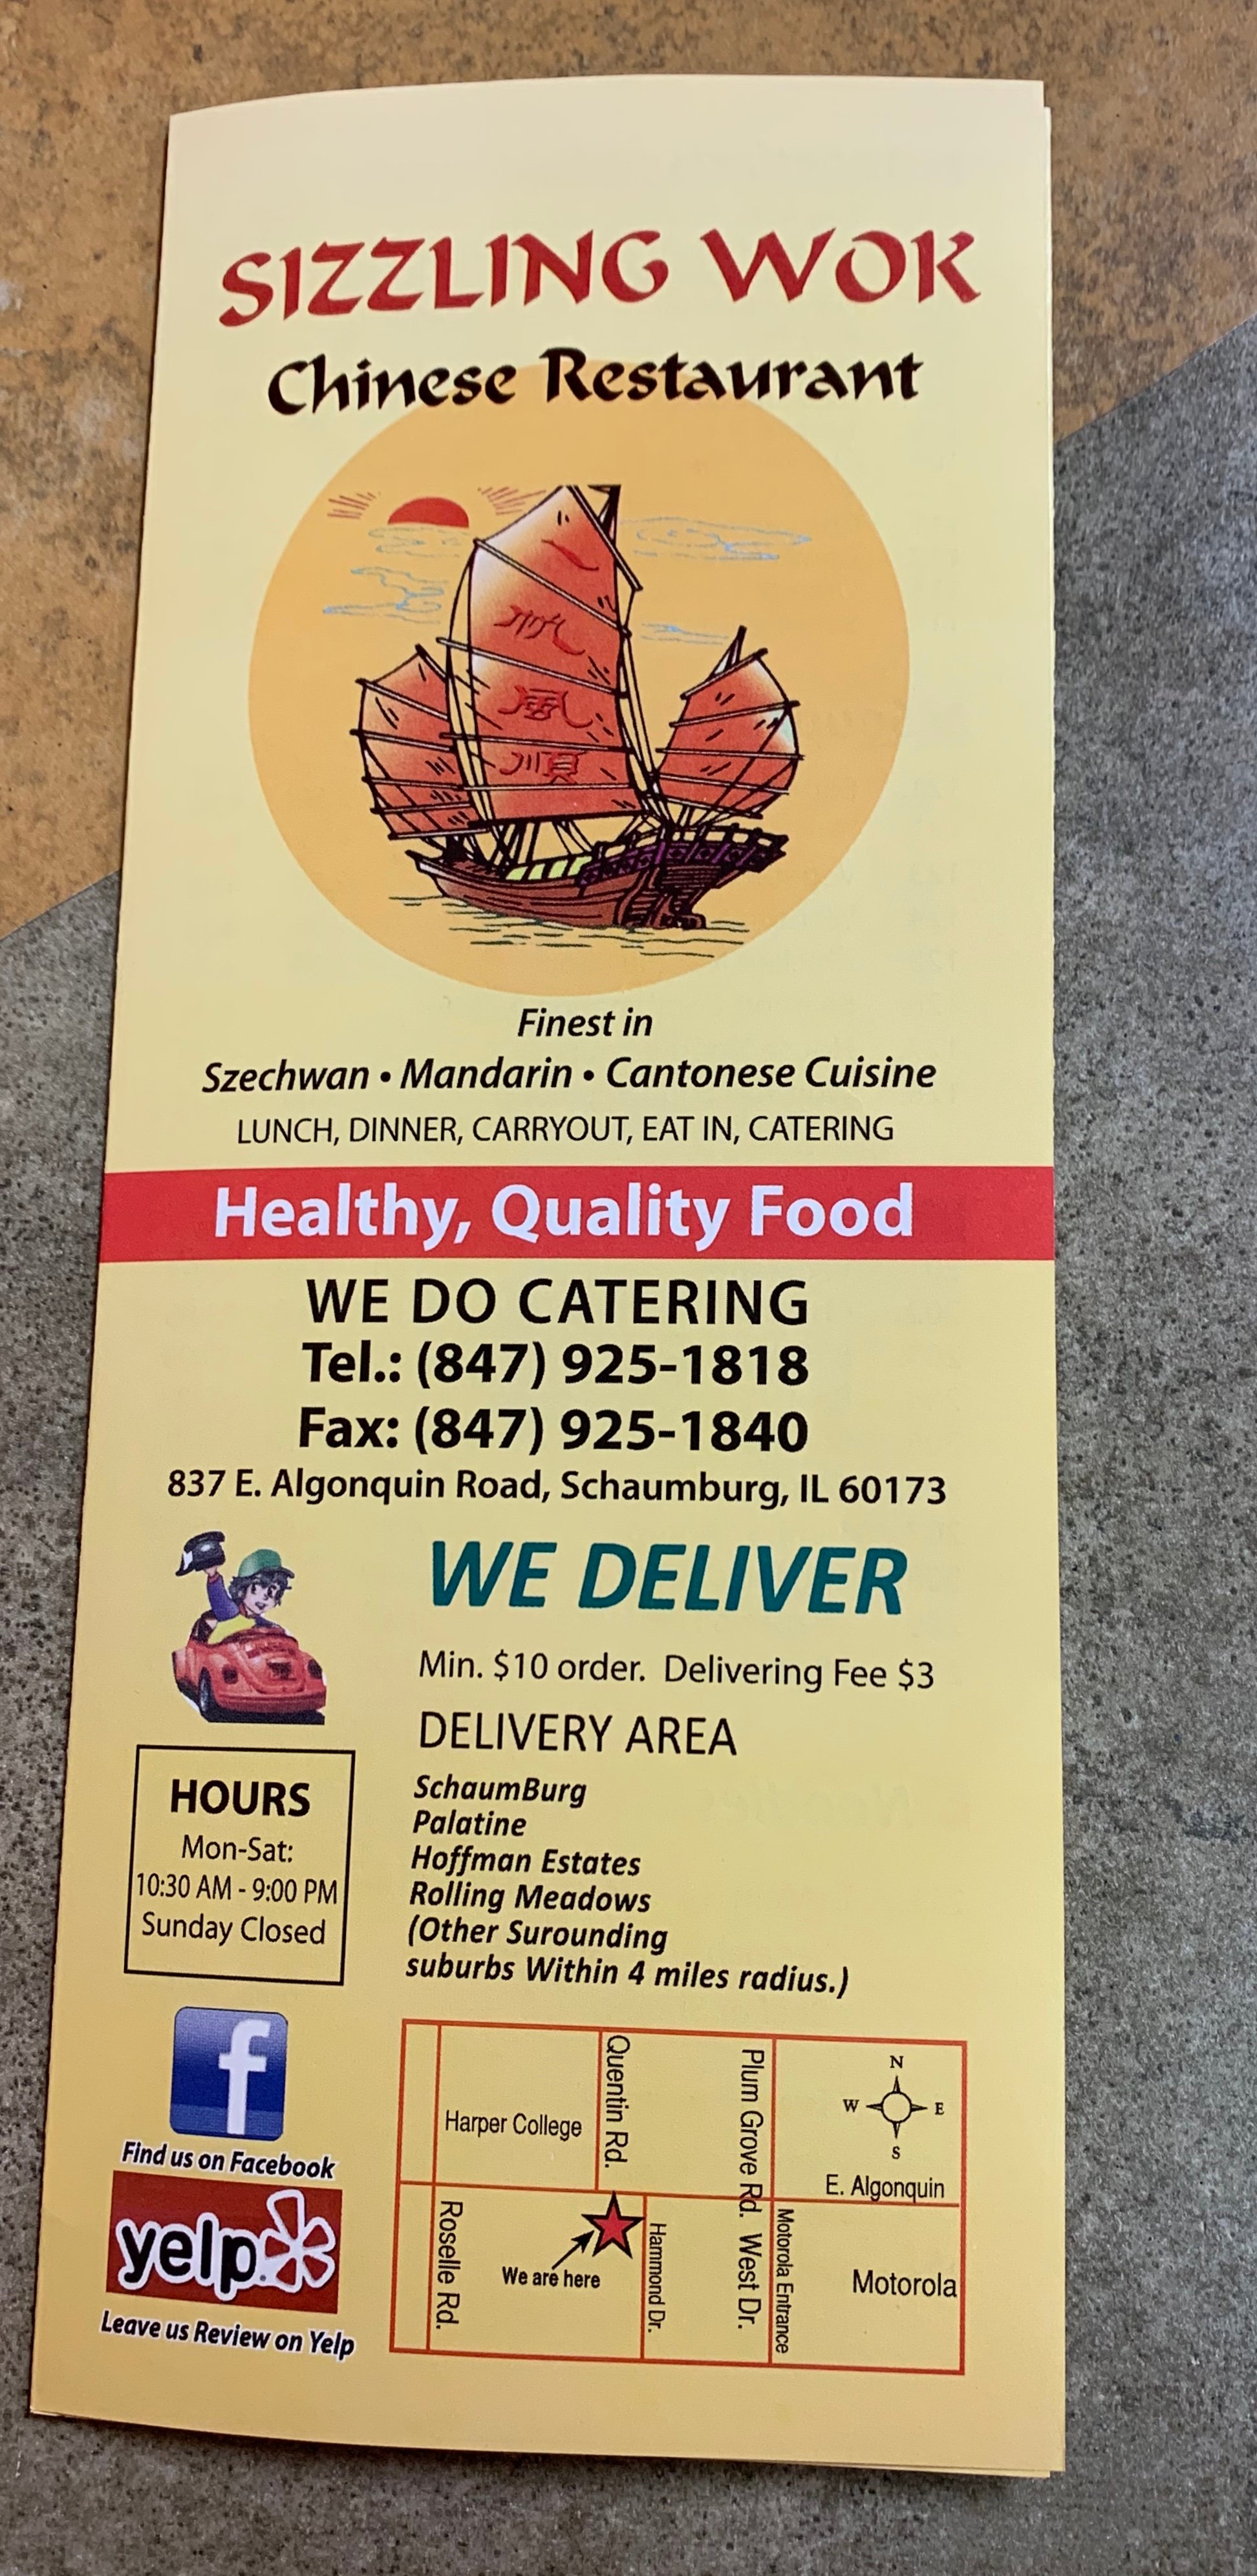 SIZZLING WOK
Chinese Restaurant
一
帆
風
順
Finest in
Szechwan • Mandarin • Cantonese Cuisine
LUNCH, DINNER, CARRYOUT, EAT IN, CATERING
Healthy, Quality Food
WE DO CATERING
Tel.: (847) 925-1818
Fax: (847) 925-1840
837 E. Algonquin Road, Schaumburg, IL 60173
WE DELIVER
Min. $10 order. Delivering Fee $3
DELIVERY AREA
SchaumBurg
Palatine
Hoffman Estates
Rolling Meadows
(Other Surounding
suburbs Within 4 miles radius.)
HOURS
Mon-Sat:
10:30 AM - 9:00 PM
Sunday Closed
f
Find us on Facebook
yelp
Leave us Review on Yelp
Harper College
Quentin Rd.
Plum Grove Rd. West Dr.
N
W E
S
E. Algonquin
Roselle Rd.
We are here
Hammond Dr.
Motorola Entrance
Motorola